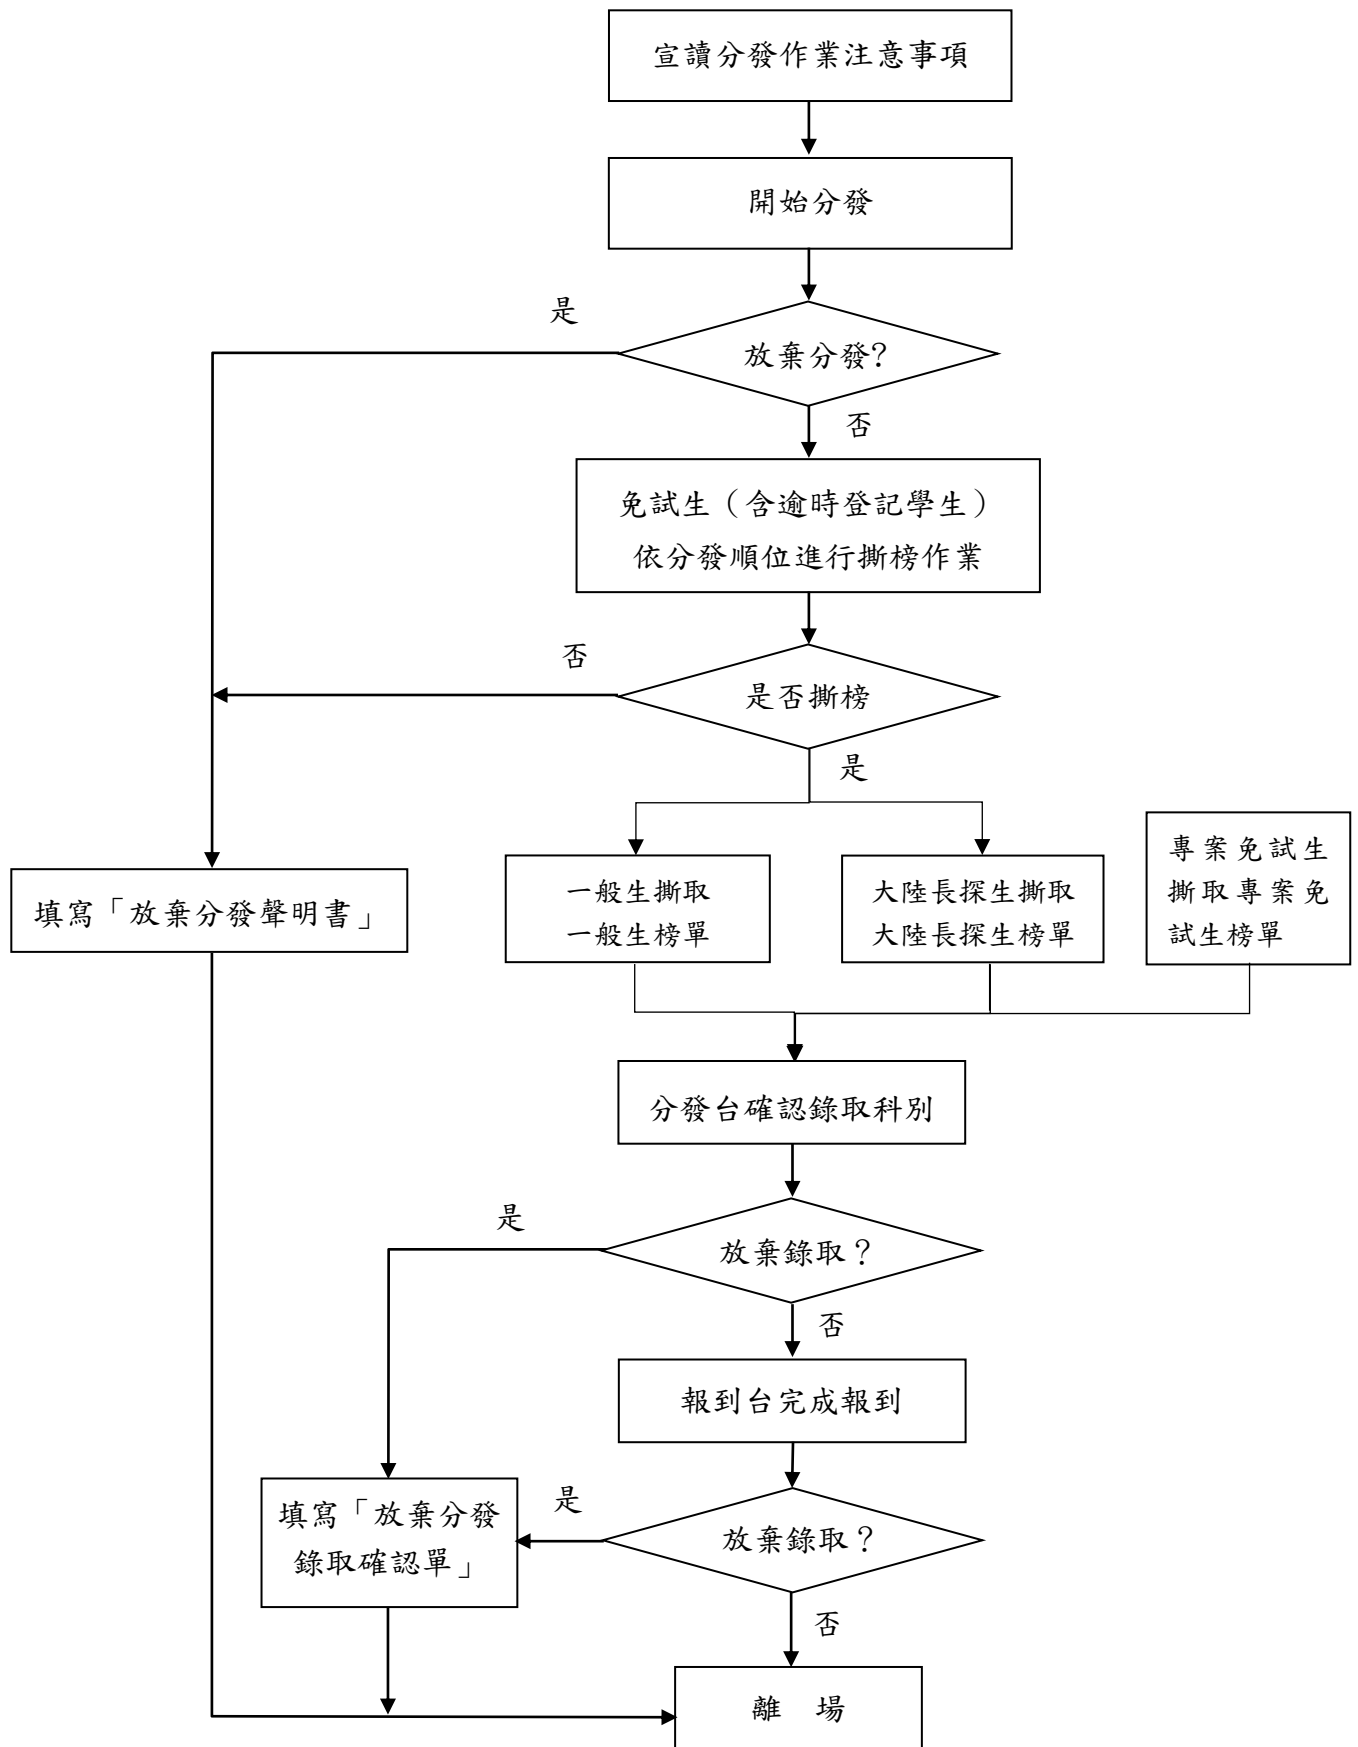 宣讀分發作業注意事項
開始分發
是
放棄分發?
否
免試生（含逾時登記學生）
依分發順位進行撕榜作業
否
是否撕榜
是
一般生撕取
一般生榜單
大陸長探生撕取
大陸長探生榜單
專案免試生
撕取專案免
試生榜單
填寫「放棄分發聲明書」
分發台確認錄取科別
是
放棄錄取？
否
報到台完成報到
填寫「放棄分發
錄取確認單」
是
放棄錄取？
否
離　場